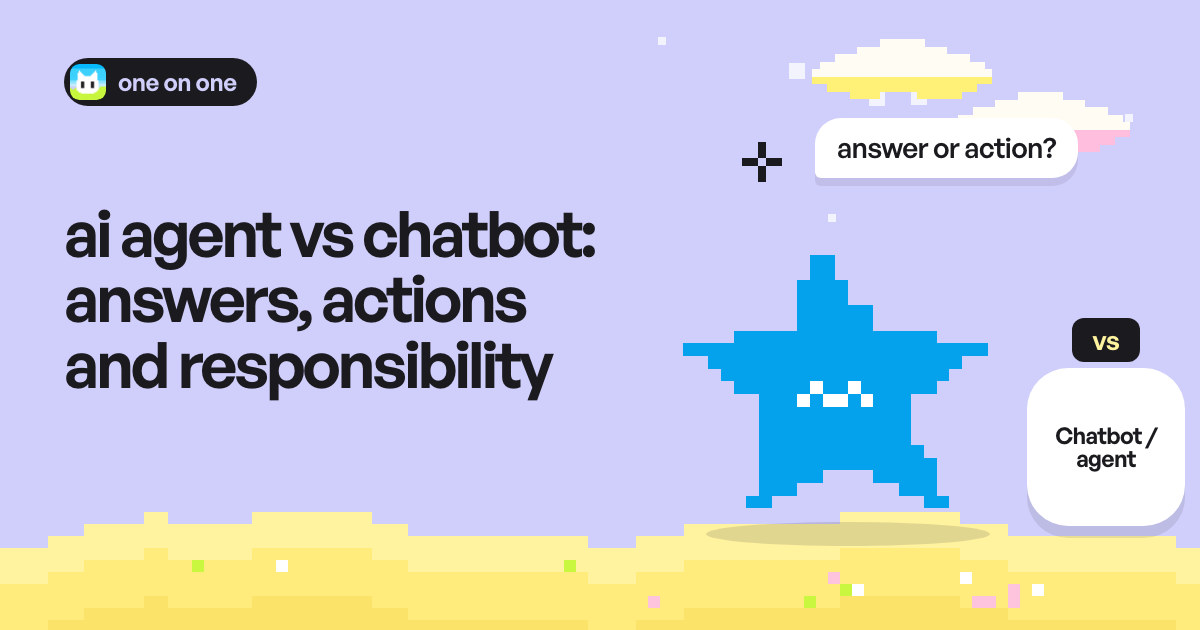 one on one
answer or action?
ai agent vs chatbot:
answers, actions
and responsibility
vs
Chatbot /
agent